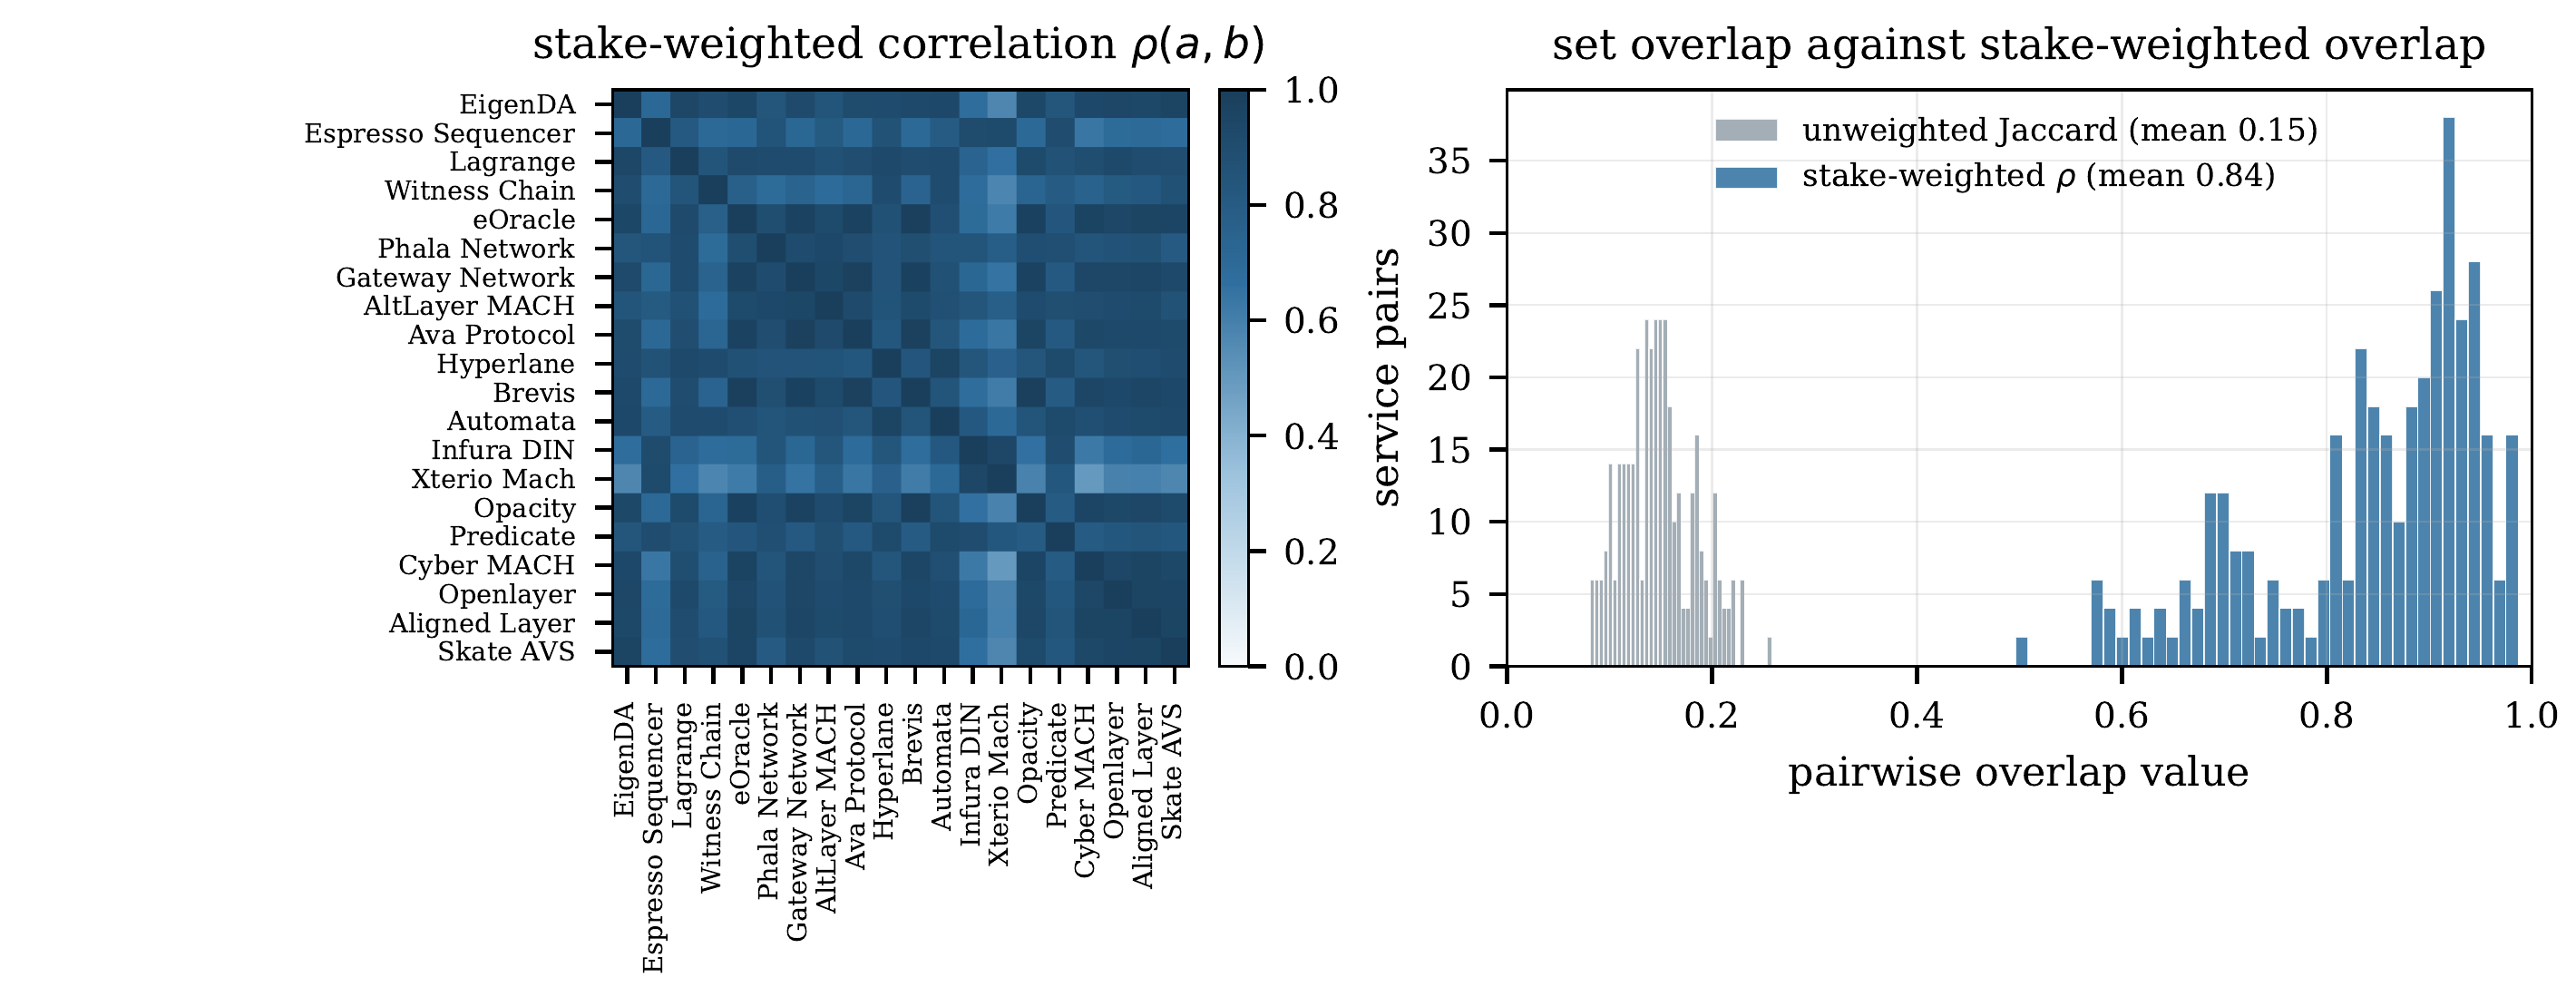 stake-weighted correlation ρ(a, b)
EigenDA
Espresso Sequencer
Lagrange
Witness Chain
eOracle
Phala Network
Gateway Network
AltLayer MACH
Ava Protocol
Hyperlane
Brevis
Automata
Infura DIN
Xterio Mach
Opacity
Predicate
Cyber MACH
Openlayer
Aligned Layer
Skate AVS
EigenDA
Espresso Sequencer
Lagrange
Witness Chain
eOracle
Phala Network
Gateway Network
AltLayer MACH
Ava Protocol
Hyperlane
Brevis
Automata
Infura DIN
Xterio Mach
Opacity
Predicate
Cyber MACH
Openlayer
Aligned Layer
Skate AVS
1.0
0.8
0.6
0.4
0.2
0.0
set overlap against stake-weighted overlap
unweighted Jaccard (mean 0.15)
stake-weighted ρ (mean 0.84)
service pairs
35
30
25
20
15
10
5
0
0.0 0.2 0.4 0.6 0.8 1.0
pairwise overlap value